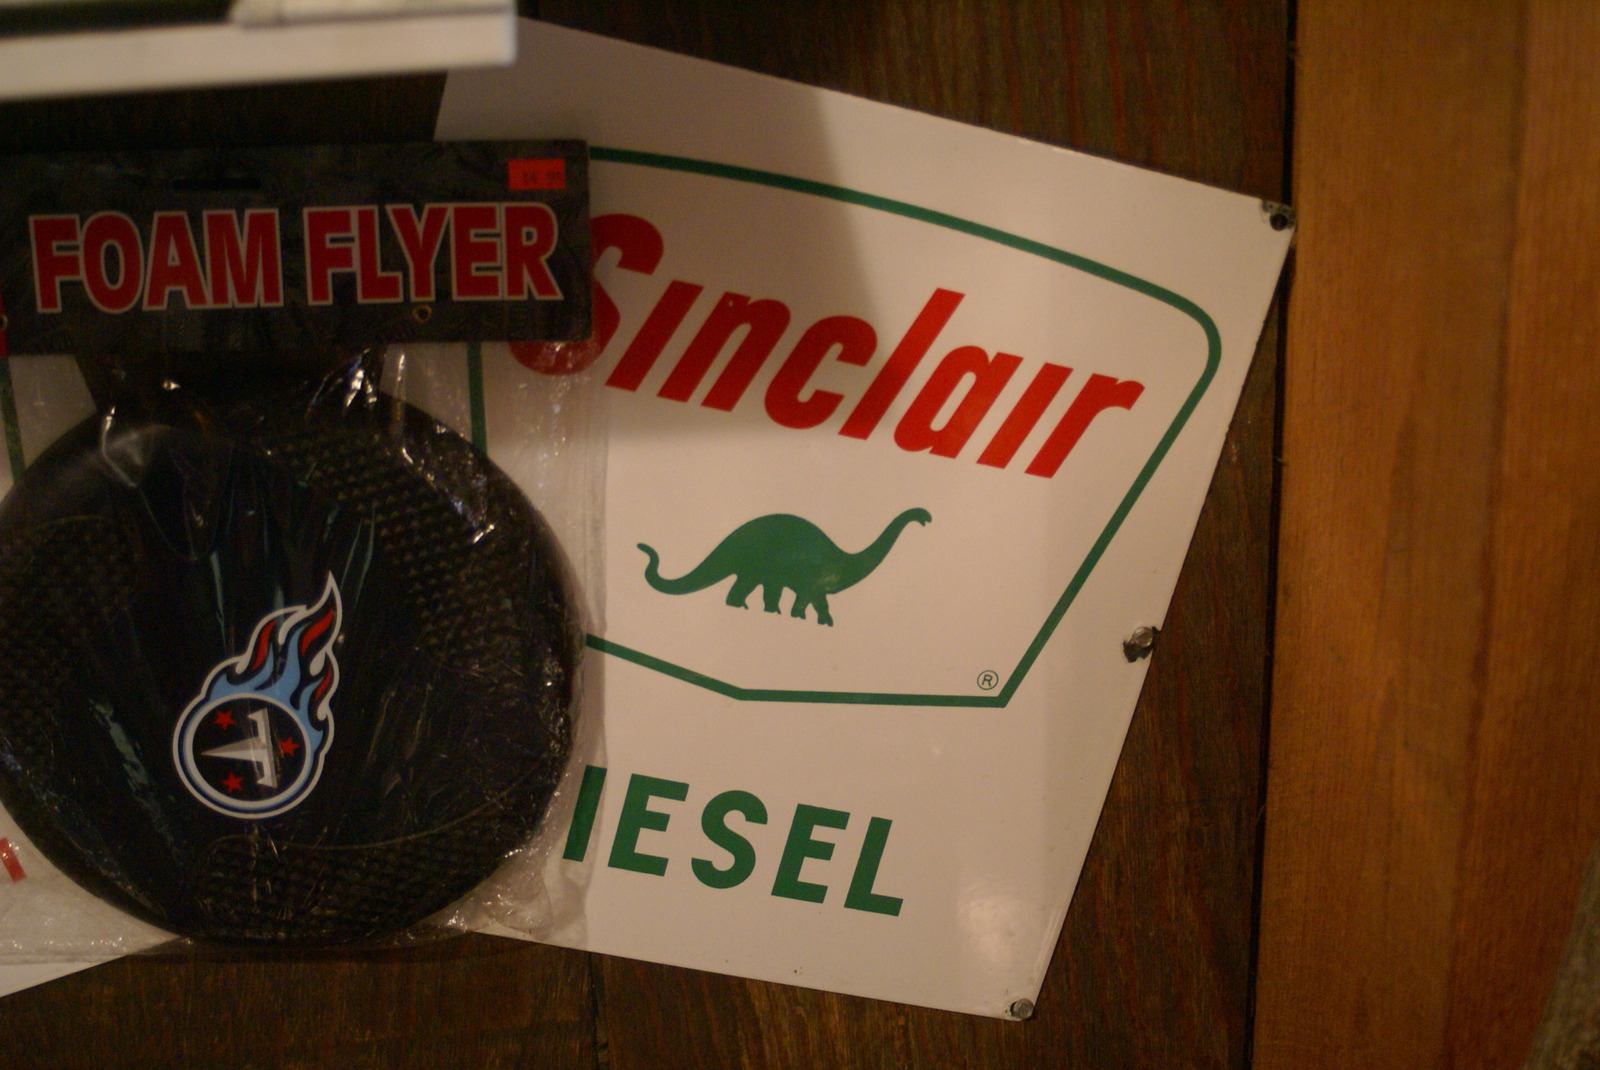 FOAM FLYER
Sinclair
®
IESEL